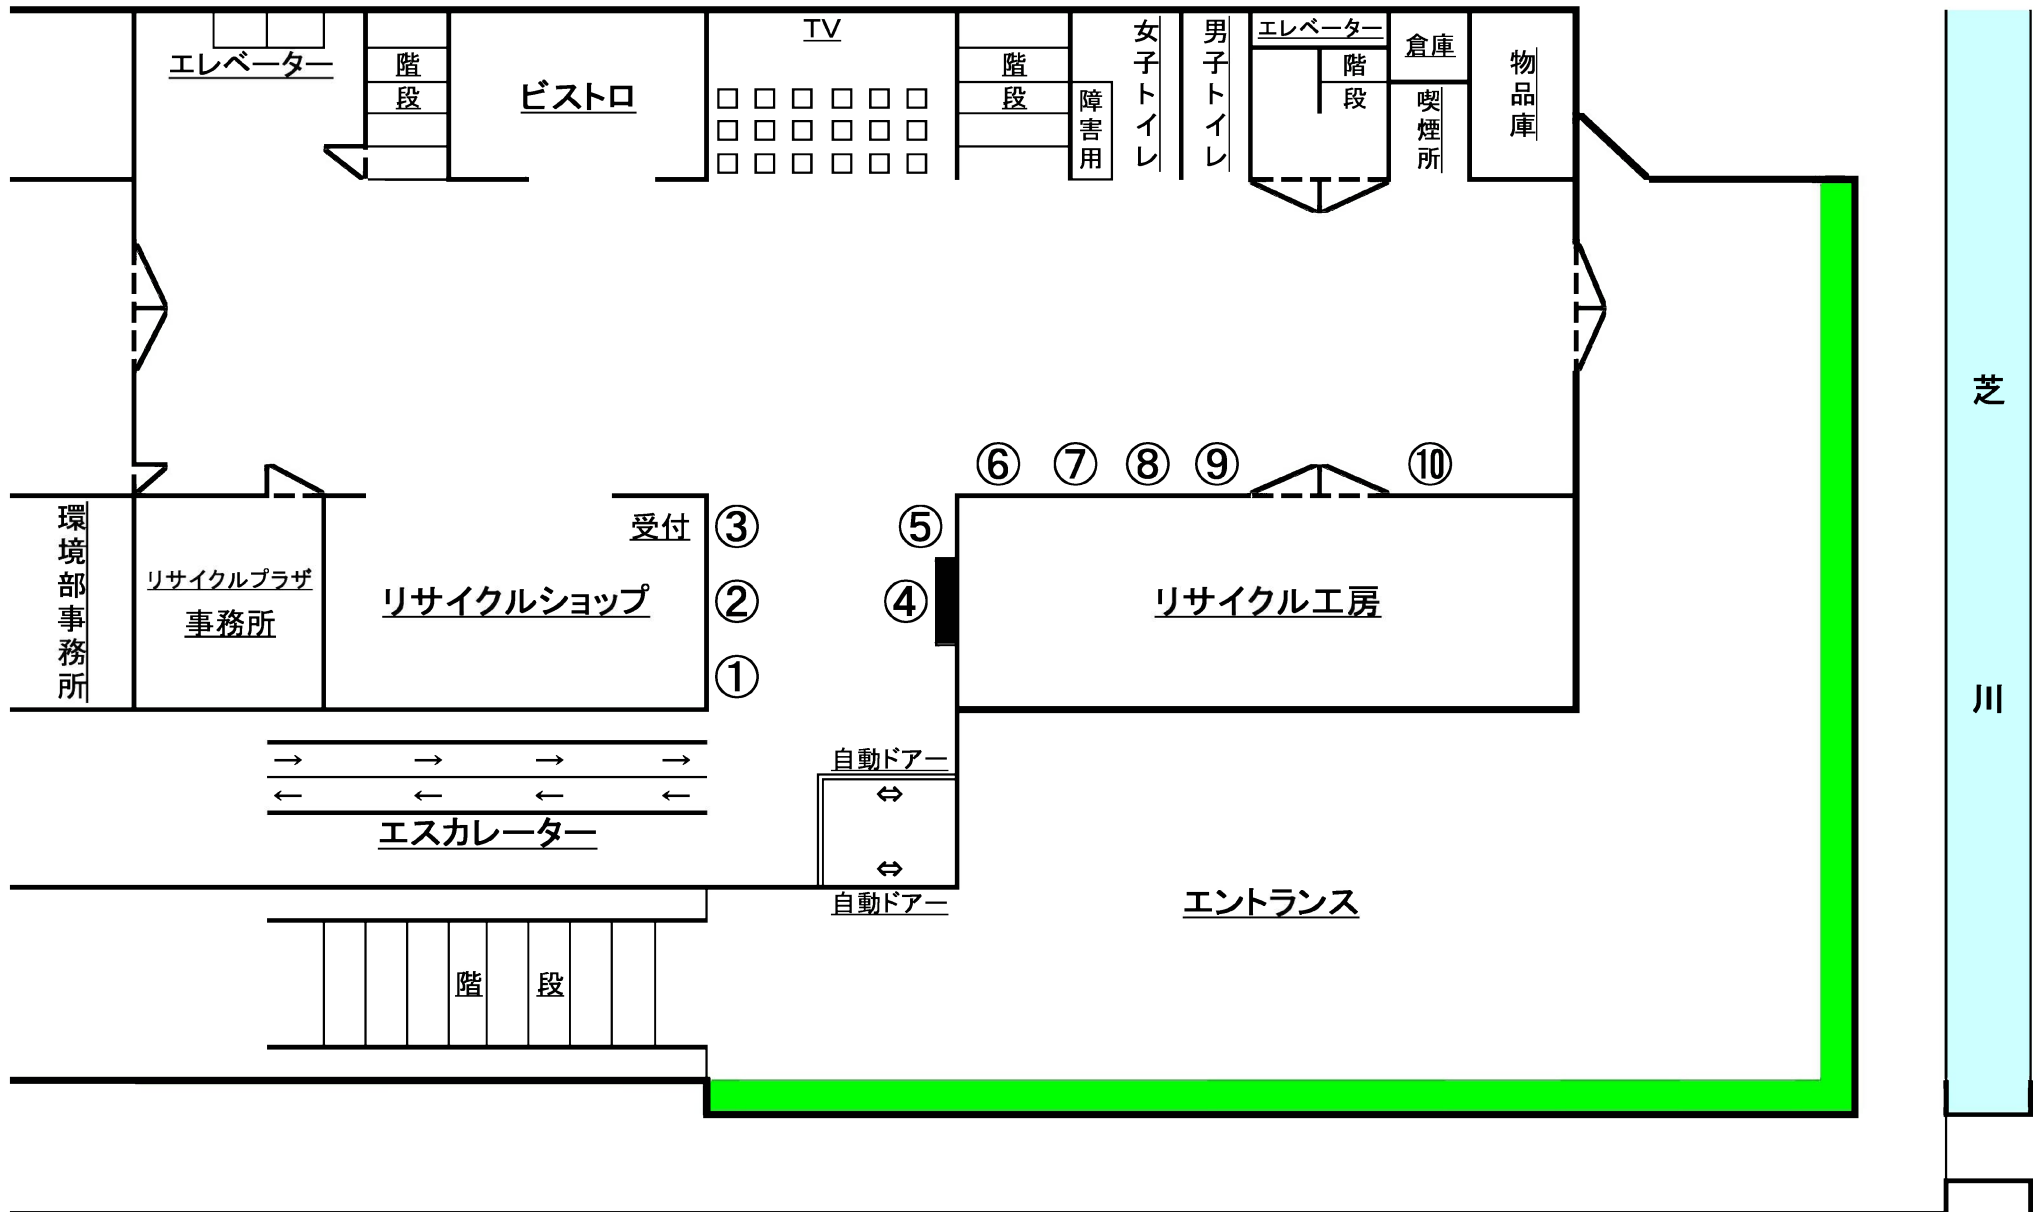 エレベーター
階段
ビストロ
TV
階段
障害用
女子トイレ
男子トイレ
エレベーター
階段
倉庫
喫煙所
物品庫
芝川
⑥
⑦
⑧
⑨
⑩
環境部事務所
リサイクルプラザ
事務所
受付
リサイクルショップ
③
②
①
⑤
④
リサイクル工房
自動ドアー
⇔
⇔
自動ドアー
→ → → →
← ← ← ←
エスカレーター
エントランス
階段